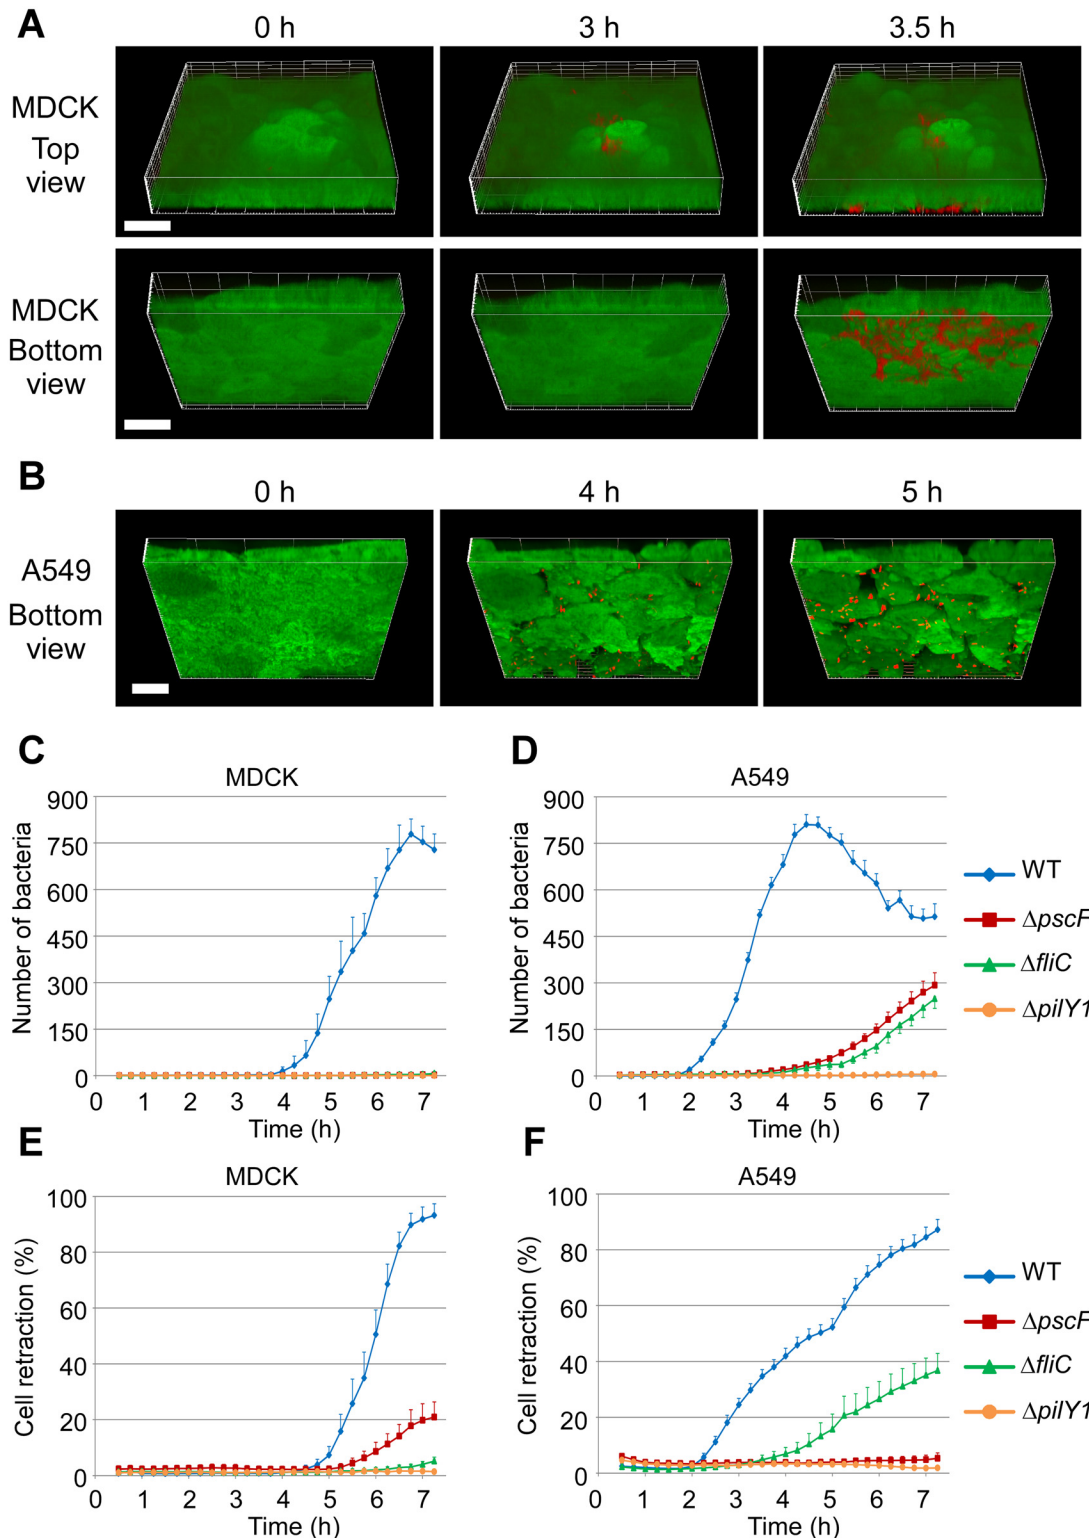 A
0 h
3 h
3.5 h
MDCK
Top
view
MDCK
Bottom
view
B
0 h
4 h
5 h
A549
Bottom
view
C
MDCK
Number of bacteria
900
750
600
450
300
150
0
0 1 2 3 4 5 6 7
Time (h)
D
A549
Number of bacteria
900
750
600
450
300
150
0
0 1 2 3 4 5 6 7
Time (h)
WT
ΔpscF
ΔfliC
ΔpilY1
E
MDCK
Cell retraction (%)
100
80
60
40
20
0
0 1 2 3 4 5 6 7
Time (h)
F
A549
Cell retraction (%)
100
80
60
40
20
0
0 1 2 3 4 5 6 7
Time (h)
WT
ΔpscF
ΔfliC
ΔpilY1